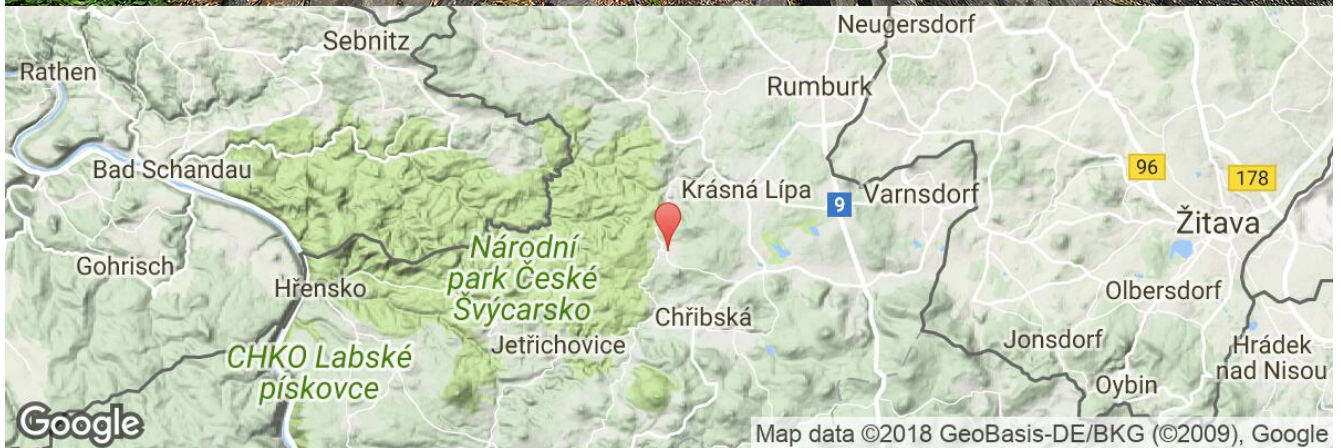 Neugersdorf
Sebnitz
Rathen
Rumburk
Bad Schandau
96
178
Krásná Lípa
9
Varnsdorf
Žitava
Národní
park České
Švýcarsko
Gohrisch
Hřensko
Olbersdorf
Chřibská
Jetřichovice
Jonsdorf
Hrádek
nad Nisou
CHKO Labské
pískovce
Oybin
Google
Map data ©2018 GeoBasis-DE/BKG (©2009), Google